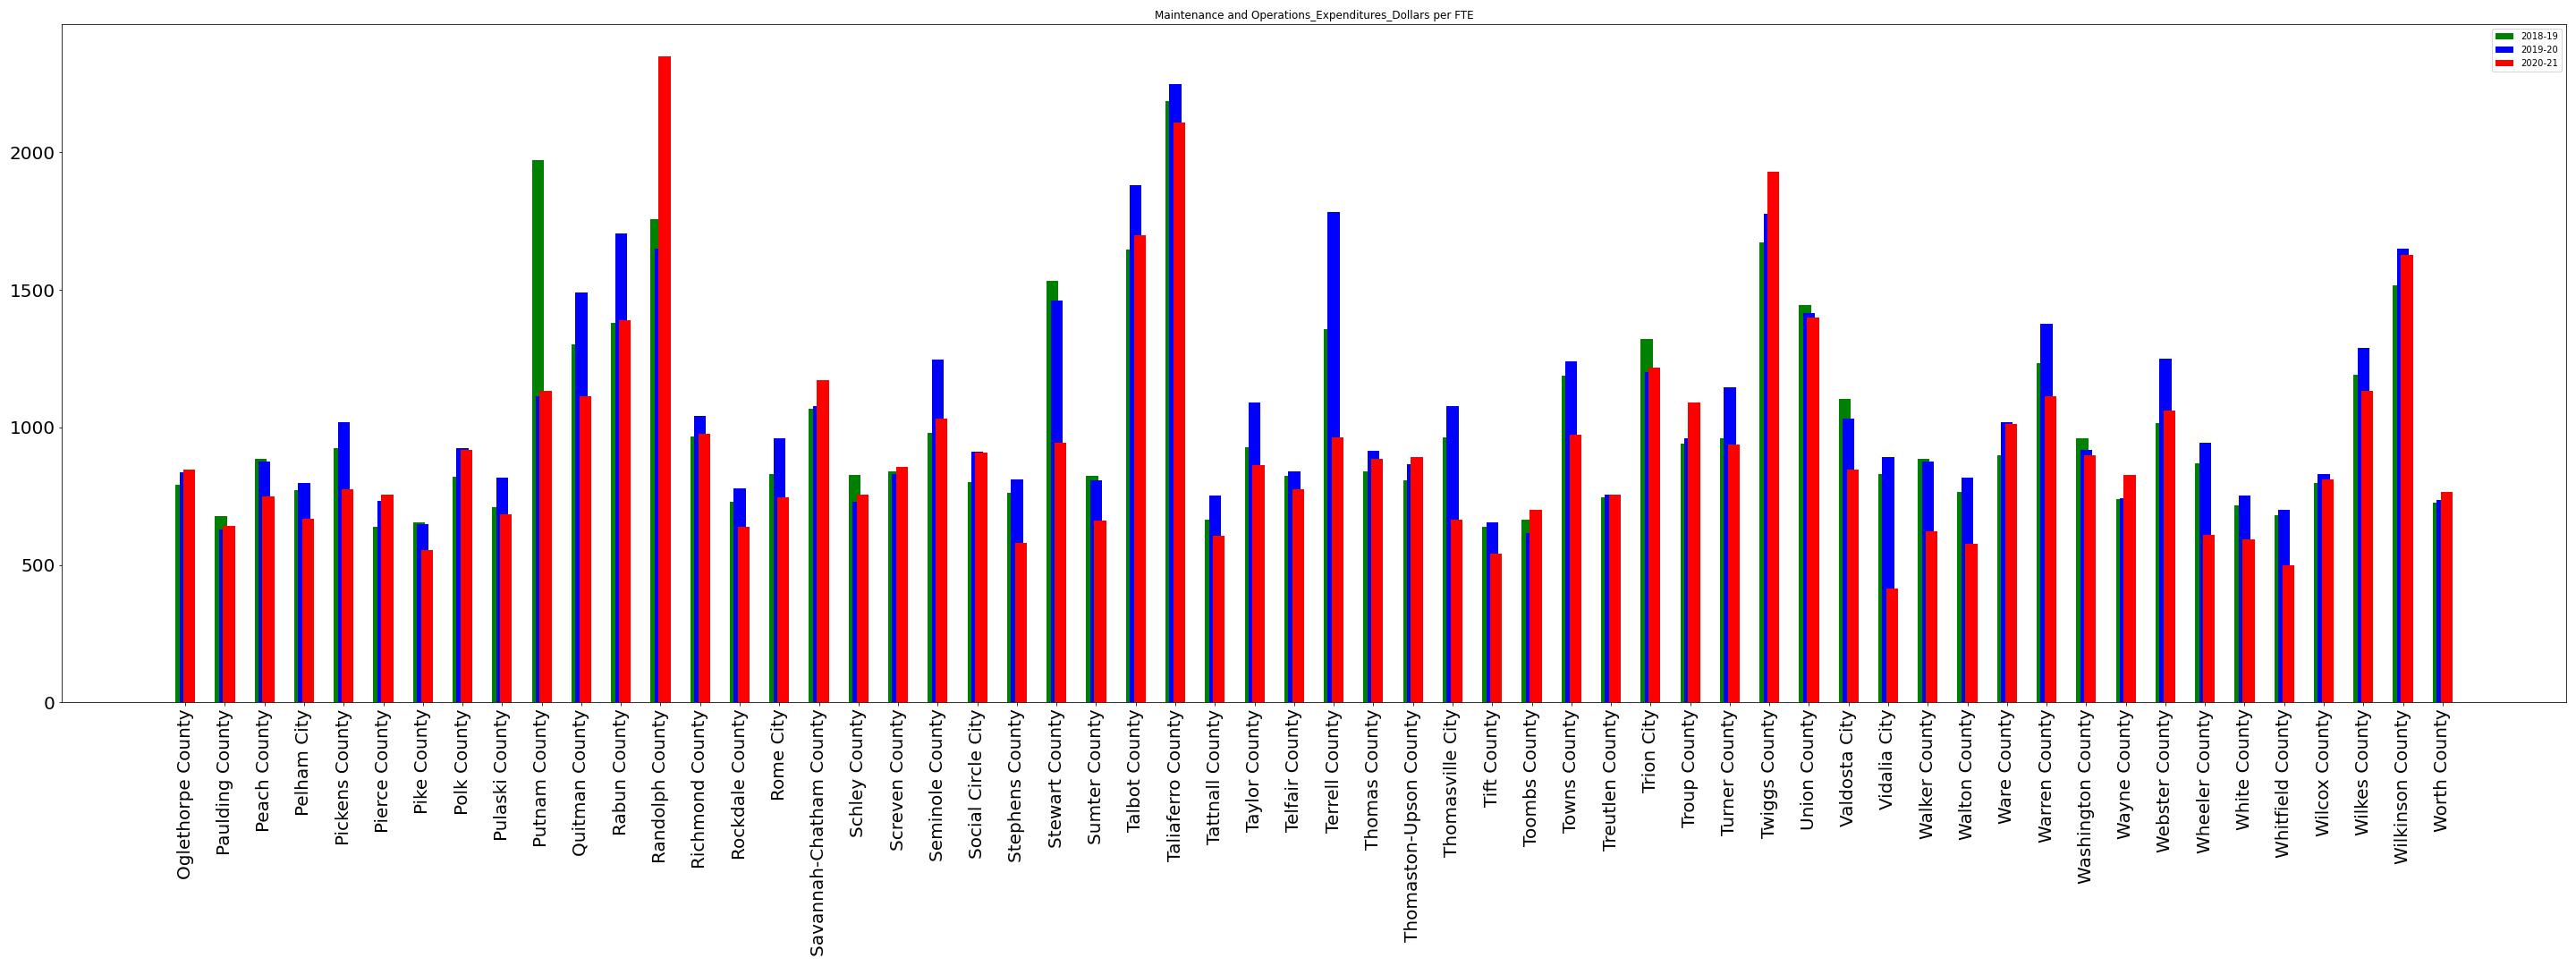 Maintenance and Operations_Expenditures_Dollars per FTE
2018-19
2019-20
2020-21
2000
1500
1000
500
0
Oglethorpe County
Paulding County
Peach County
Pelham City
Pickens County
Pierce County
Pike County
Polk County
Pulaski County
Putnam County
Quitman County
Rabun County
Randolph County
Richmond County
Rockdale County
Rome City
Savannah-Chatham County
Schley County
Screven County
Seminole County
Social Circle City
Stephens County
Stewart County
Sumter County
Talbot County
Taliaferro County
Tattnall County
Taylor County
Telfair County
Terrell County
Thomas County
Thomaston-Upson County
Thomasville City
Tift County
Toombs County
Towns County
Treutlen County
Trion City
Troup County
Turner County
Twiggs County
Union County
Valdosta City
Vidalia City
Walker County
Walton County
Ware County
Warren County
Washington County
Wayne County
Webster County
Wheeler County
White County
Whitfield County
Wilcox County
Wilkes County
Wilkinson County
Worth County